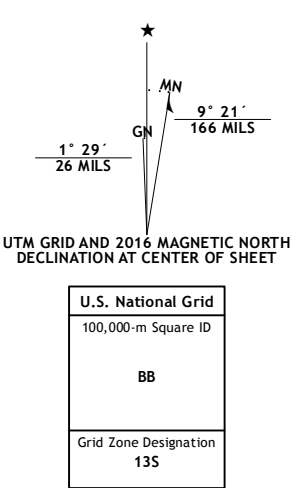 ★
MN
GN
9° 21´
166 MILS
1° 29´
26 MILS
UTM GRID AND 2016 MAGNETIC NORTH
DECLINATION AT CENTER OF SHEET
U.S. National Grid
100,000-m Square ID
BB
Grid Zone Designation
13S